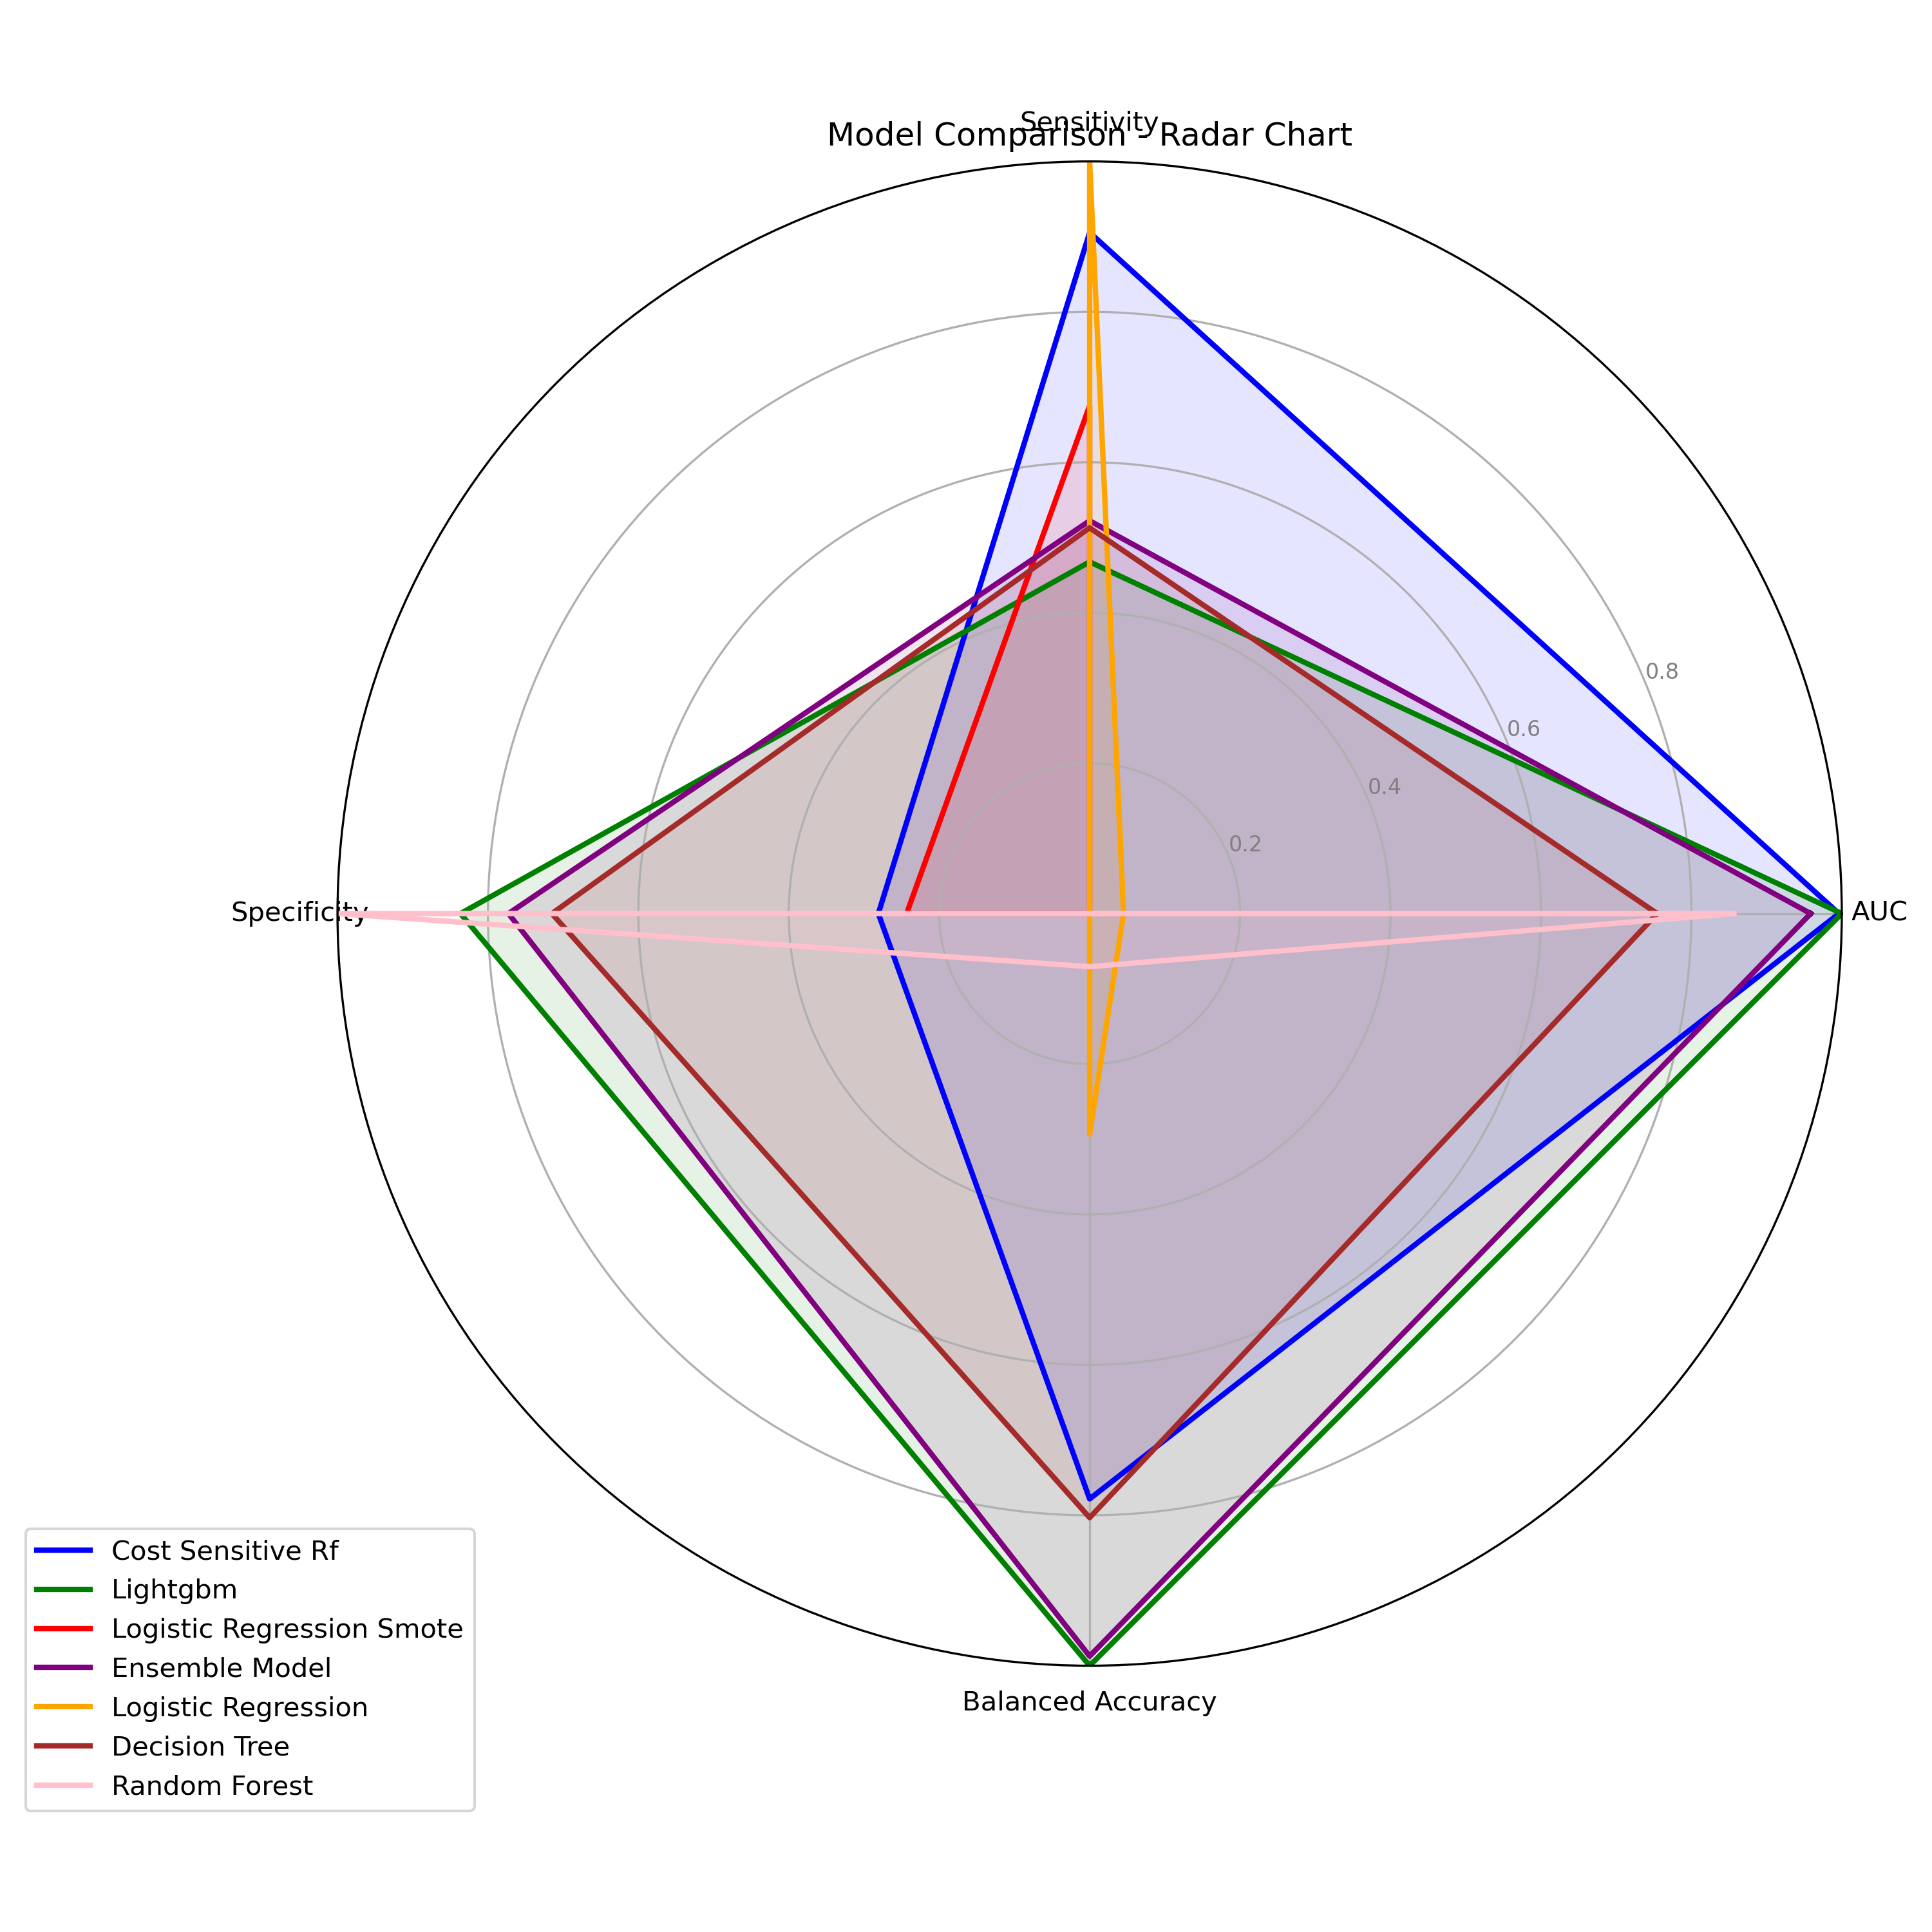 Sensitivity
Model Comparison - Radar Chart
0.8
0.6
0.4
0.2
Specificity
AUC
Balanced Accuracy
Cost Sensitive Rf
Lightgbm
Logistic Regression Smote
Ensemble Model
Logistic Regression
Decision Tree
Random Forest